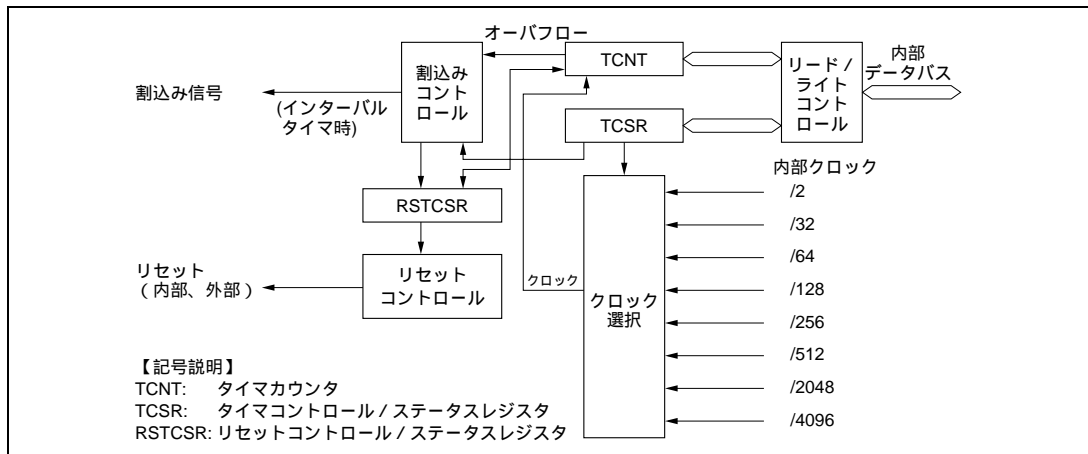 オーバフロー
割込み
コント
ロール
TCNT
リード /
ライト
コント
ロール
内部
データバス
割込み信号
(インターバル
タイマ時)
TCSR
内部クロック
RSTCSR
/2
/32
/64
/128
/256
/512
/2048
/4096
リセット
(内部、外部)
リセット
コントロール
クロック
クロック
選択
【記号説明】
TCNT: タイマカウンタ
TCSR: タイマコントロール / ステータスレジスタ
RSTCSR: リセットコントロール / ステータスレジスタ